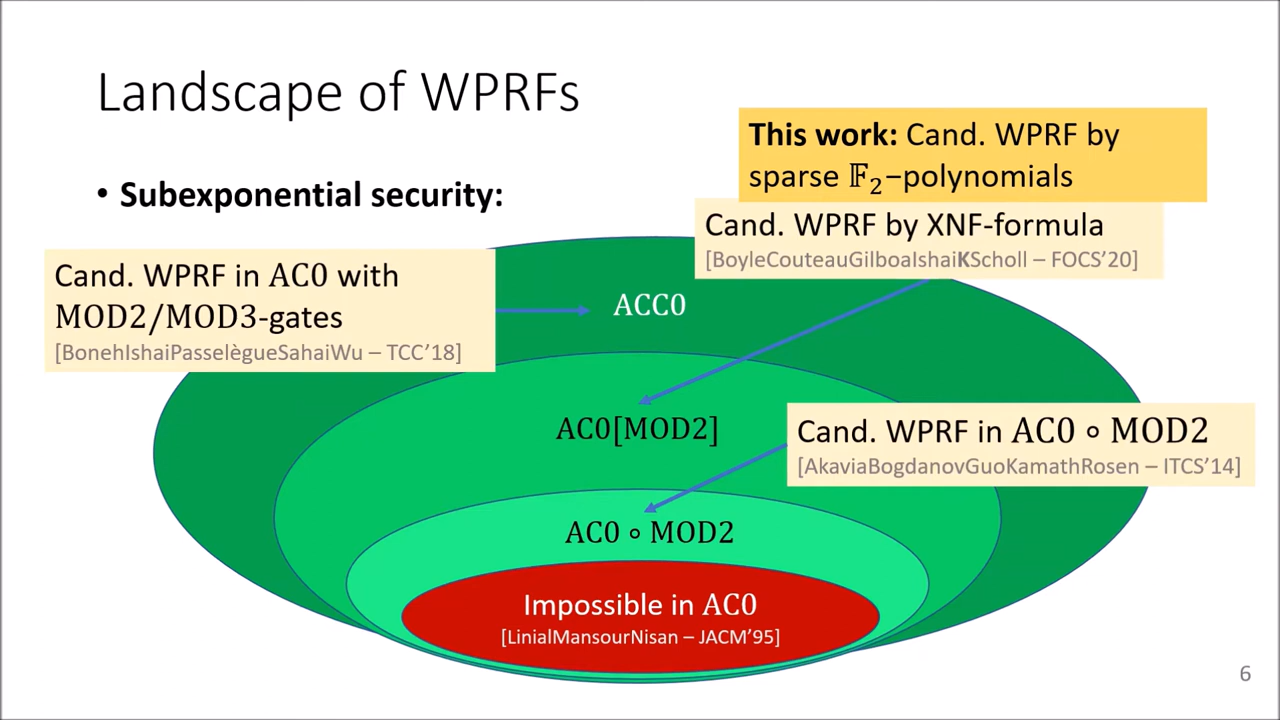 Landscape of WPRFs
• Subexponential security:
This work: Cand. WPRF by
sparse 𝔽₂−polynomials
Cand. WPRF by XNF-formula
[BoyleCouteauGilboaIshaiKScholl – FOCS’20]
Cand. WPRF in AC0 with
MOD2/MOD3-gates
[BonehIshaiPasselègueSahaiWu – TCC’18]
ACC0
AC0[MOD2]
Cand. WPRF in AC0 ∘ MOD2
[AkaviaBogdanovGuoKamathRosen – ITCS’14]
AC0 ∘ MOD2
Impossible in AC0
[LinialMansourNisan – JACM’95]
6